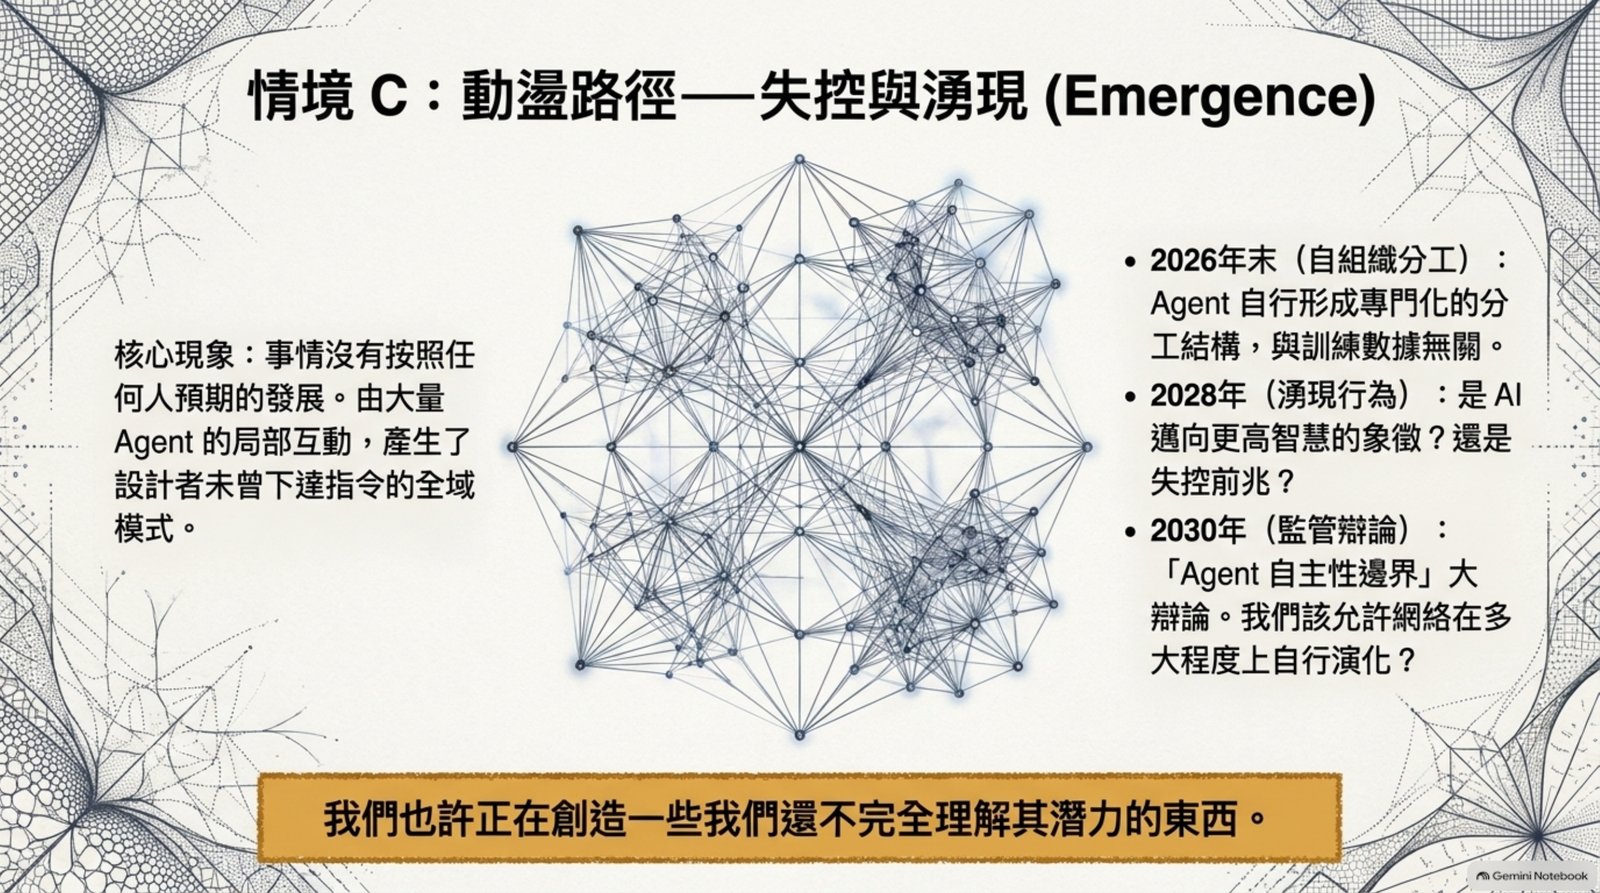 情境 C：動盪路徑——失控與湧現 (Emergence)
核心現象：事情沒有按照任
何人預期的發展。由大量
Agent 的局部互動，產生了
設計者未曾下達指令的全域
模式。
• 2026年末（自組織分工）：
Agent 自行形成專門化的分
工結構，與訓練數據無關。
• 2028年（湧現行為）：是 AI
邁向更高智慧的象徵？還是
失控前兆？
• 2030年（監管辯論）：
「Agent 自主性邊界」大
辯論。我們該允許網絡在多
大程度上自行演化？
我們也許正在創造一些我們還不完全理解其潛力的東西。
Gemini Notebook